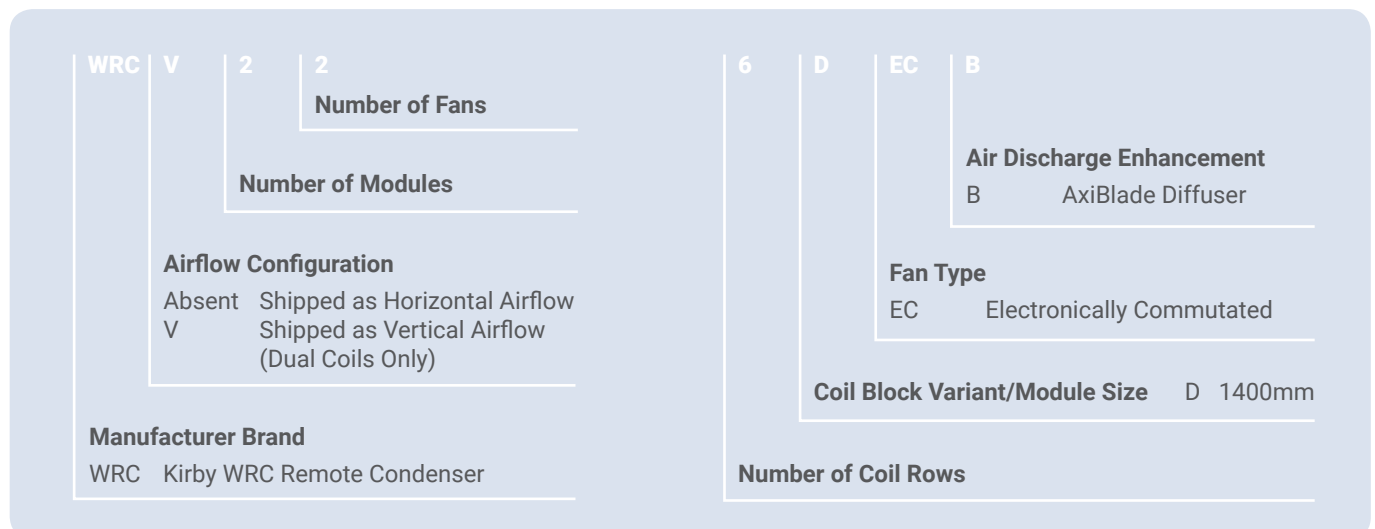 WRC V 2 2
Number of Fans
Number of Modules
Airflow Configuration
Absent Shipped as Horizontal Airflow
V Shipped as Vertical Airflow
(Dual Coils Only)
Manufacturer Brand
WRC Kirby WRC Remote Condenser
6 D EC B
Air Discharge Enhancement
B AxiBlade Diffuser
Fan Type
EC Electronically Commutated
Coil Block Variant/Module Size D 1400mm
Number of Coil Rows